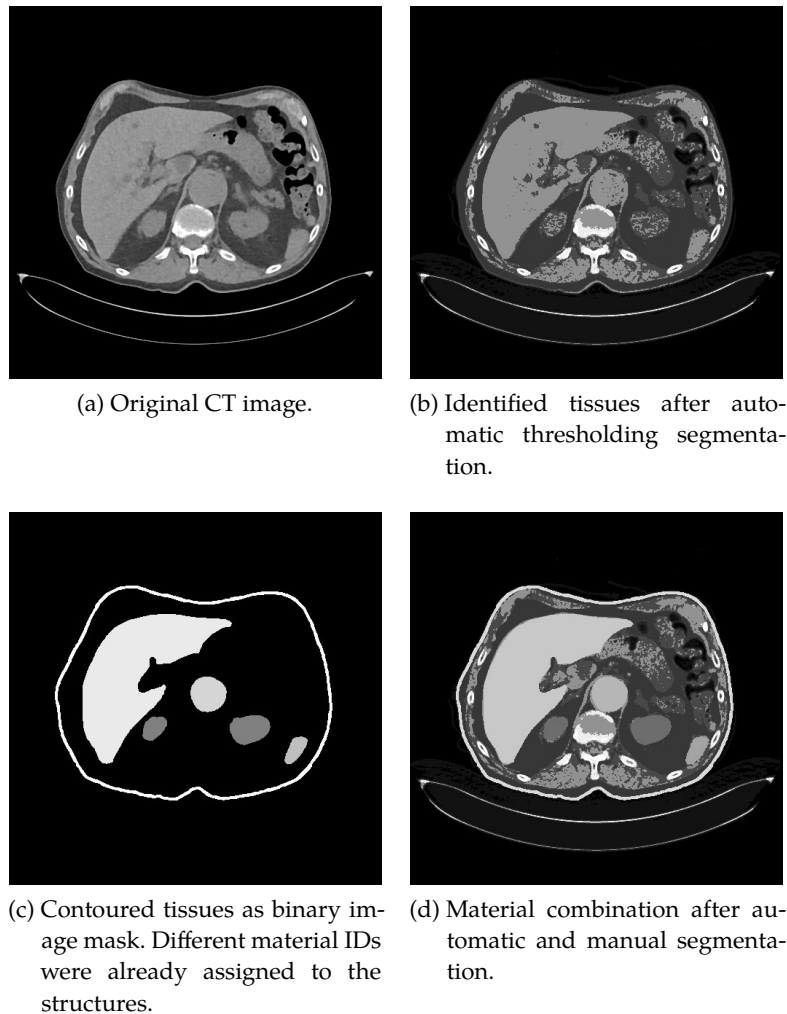 (a) Original CT image.
(b) Identified tissues after auto-
matic thresholding segmenta-
tion.
(c) Contoured tissues as binary im-
age mask. Different material IDs
were already assigned to the
structures.
(d) Material combination after au-
tomatic and manual segmenta-
tion.